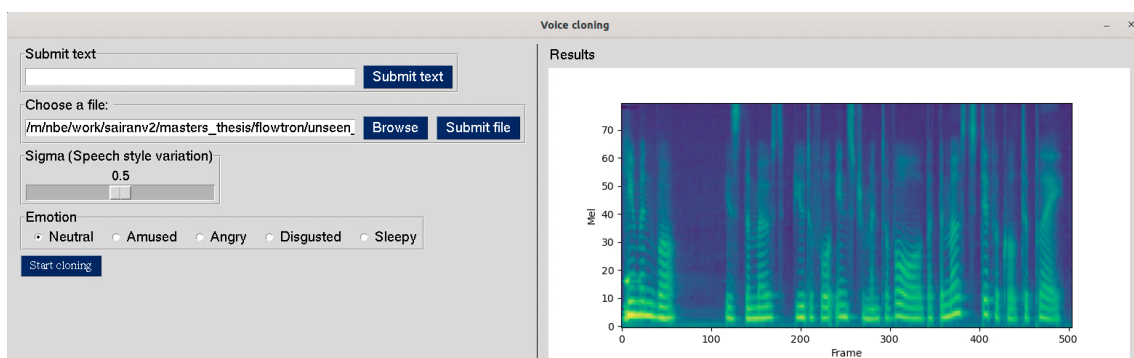 Voice cloning
Submit text
Submit text
Choose a file:
/m/nbe/work/sairanv2/masters_thesis/flowtron/unseen_
Browse
Submit file
Sigma (Speech style variation)
0.5
Emotion
Neutral Amused Angry Disgusted Sleepy
Start cloning
Results
70
60
50
40
30
20
10
0
Mel
0 100 200 300 400 500
Frame